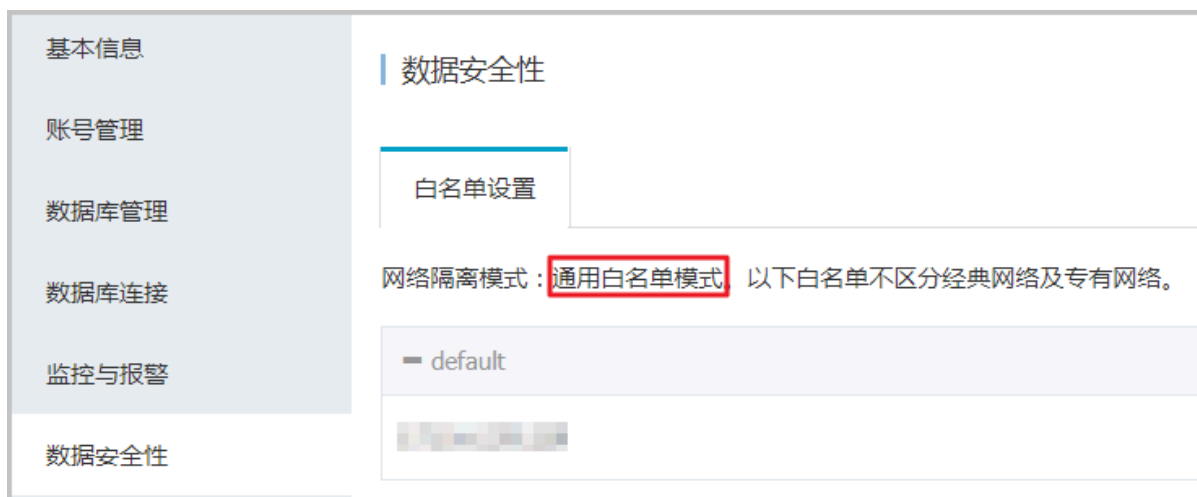 基本信息
账号管理
数据库管理
数据库连接
监控与报警
数据安全性
数据安全性
白名单设置
网络隔离模式：通用白名单模式，以下白名单不区分经典网络及专有网络。
default